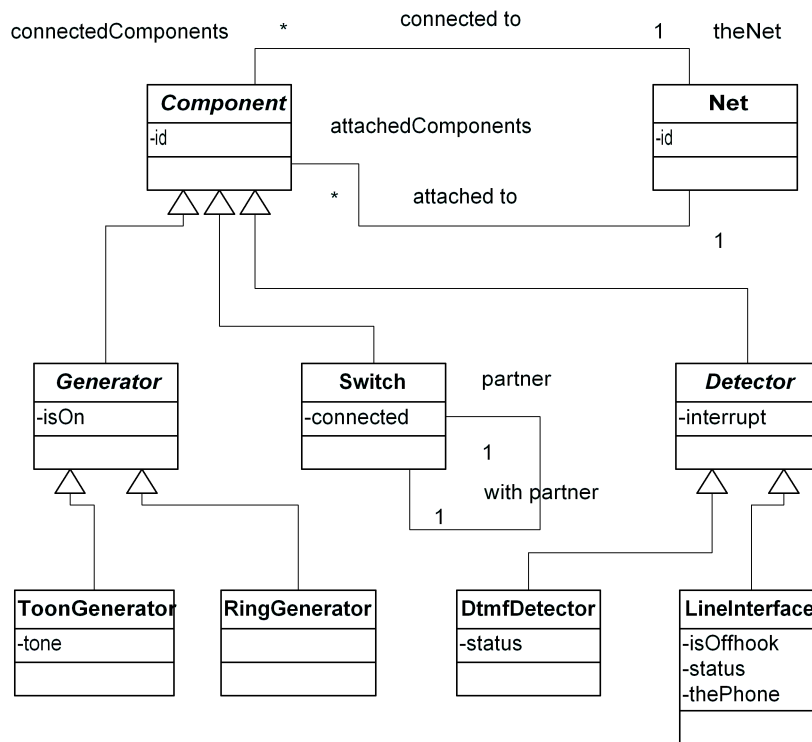 connected to
connectedComponents * 1 theNet
Component
-id
Net
-id
attachedComponents
* attached to
1
Generator
-isOn
Switch
-connected
partner
1
with partner
1
Detector
-interrupt
ToonGenerator
-tone
RingGenerator
DtmfDetector
-status
LineInterface
-isOffhook
-status
-thePhone